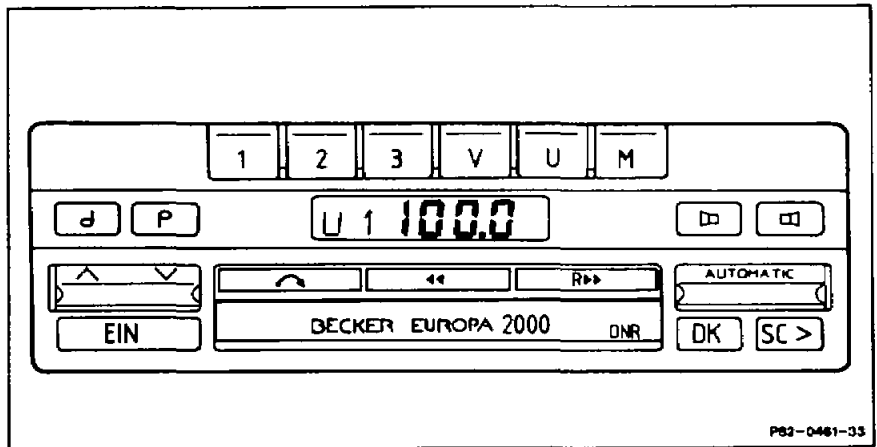 1 2 3 V U M
d P U 1 100.0
AUTOMATIC
◄◄ R►►
EIN BECKER EUROPA 2000 DNR DK SC >
P82-0461-33